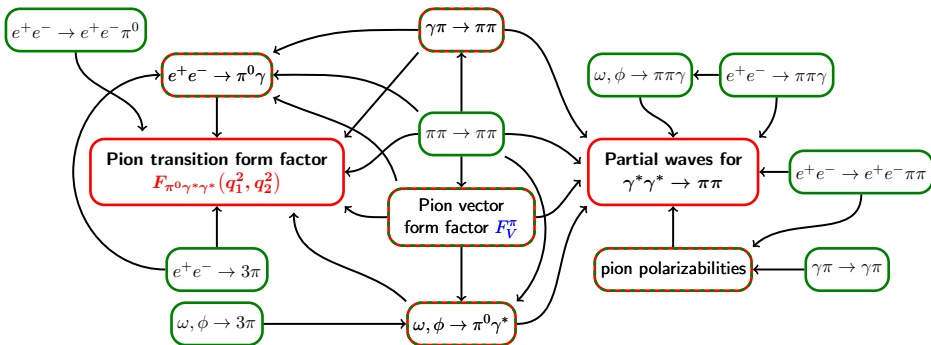 e⁺e⁻ → e⁺e⁻π⁰
γπ → ππ
e⁺e⁻ → π⁰γ
ω, ϕ → ππγ
e⁺e⁻ → ππγ
ππ → ππ
Pion transition form factor
F_{π⁰γ*γ*}(q₁², q₂²)
Partial waves for
γ*γ* → ππ
e⁺e⁻ → e⁺e⁻ππ
Pion vector
form factor F_V^π
e⁺e⁻ → 3π
pion polarizabilities
γπ → γπ
ω, ϕ → 3π
ω, ϕ → π⁰γ*